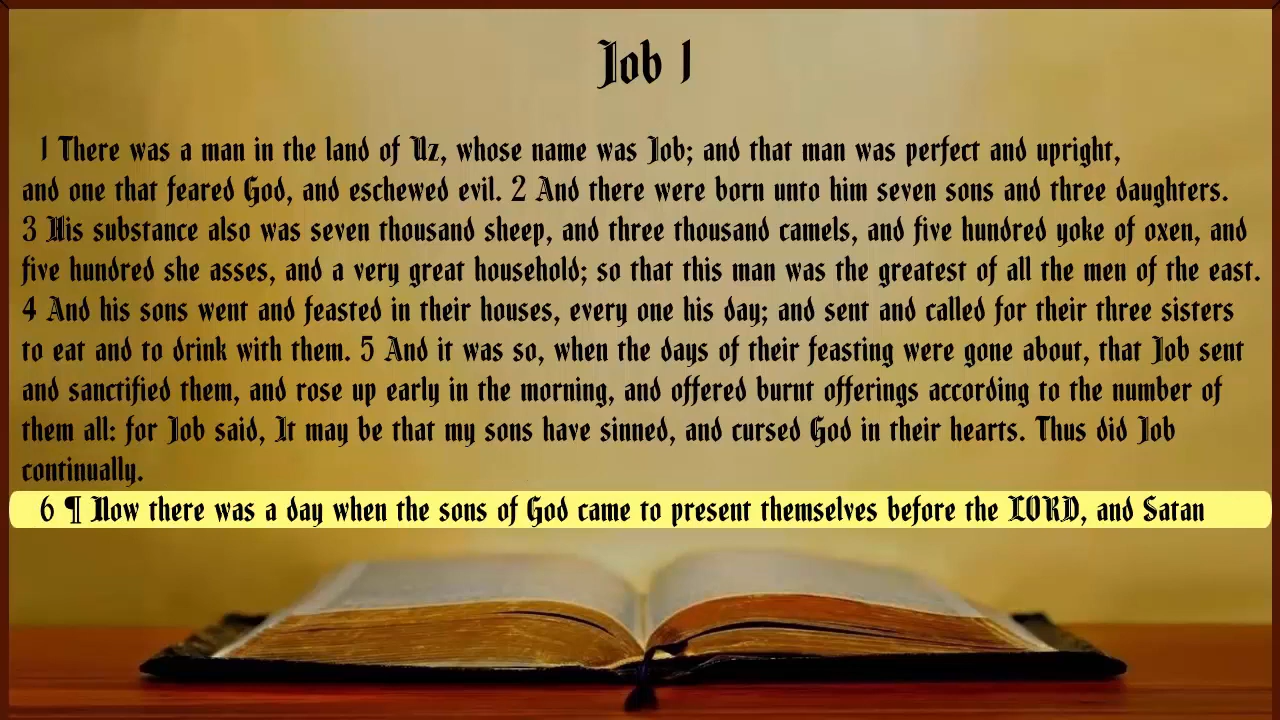 Job 1
1 There was a man in the land of Uz, whose name was Job; and that man was perfect and upright,
and one that feared God, and eschewed evil. 2 And there were born unto him seven sons and three daughters.
3 His substance also was seven thousand sheep, and three thousand camels, and five hundred yoke of oxen, and
five hundred she asses, and a very great household; so that this man was the greatest of all the men of the east.
4 And his sons went and feasted in their houses, every one his day; and sent and called for their three sisters
to eat and to drink with them. 5 And it was so, when the days of their feasting were gone about, that Job sent
and sanctified them, and rose up early in the morning, and offered burnt offerings according to the number of
them all: for Job said, It may be that my sons have sinned, and cursed God in their hearts. Thus did Job
continually.
6 ¶ Now there was a day when the sons of God came to present themselves before the LORD, and Satan